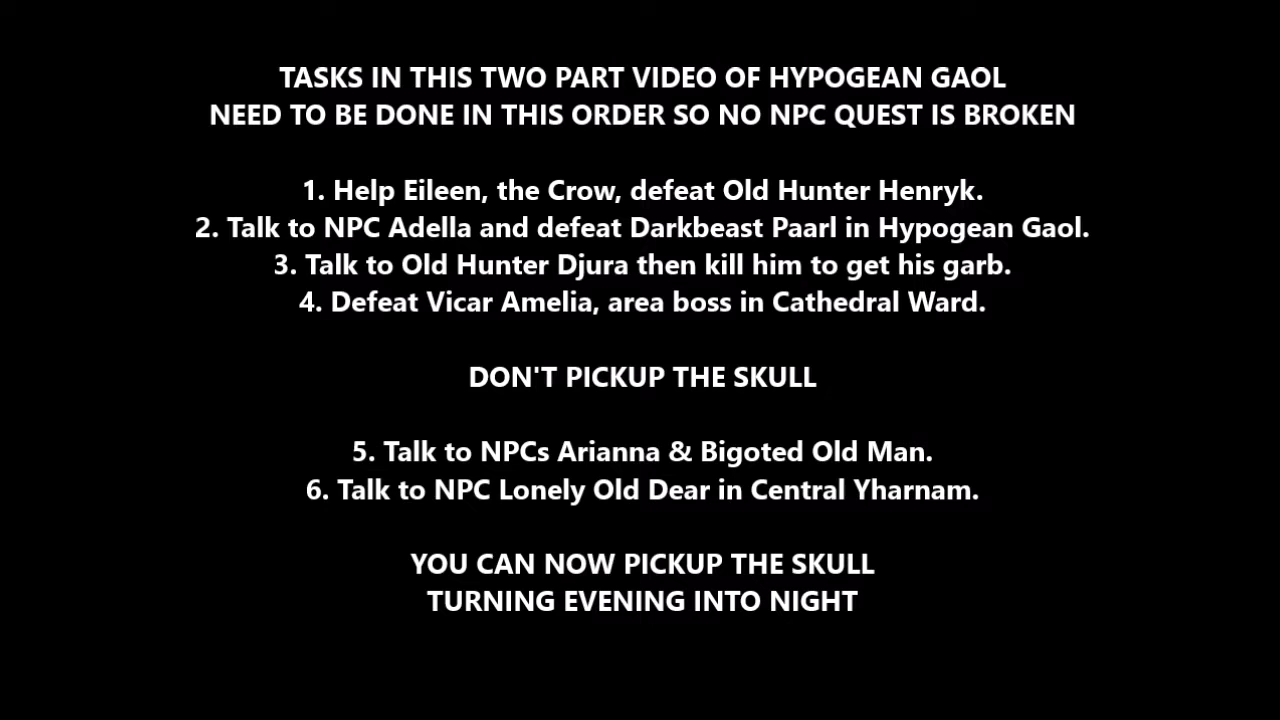 TASKS IN THIS TWO PART VIDEO OF HYPOGEAN GAOL
NEED TO BE DONE IN THIS ORDER SO NO NPC QUEST IS BROKEN
1. Help Eileen, the Crow, defeat Old Hunter Henryk.
2. Talk to NPC Adella and defeat Darkbeast Paarl in Hypogean Gaol.
3. Talk to Old Hunter Djura then kill him to get his garb.
4. Defeat Vicar Amelia, area boss in Cathedral Ward.
DON'T PICKUP THE SKULL
5. Talk to NPCs Arianna & Bigoted Old Man.
6. Talk to NPC Lonely Old Dear in Central Yharnam.
YOU CAN NOW PICKUP THE SKULL
TURNING EVENING INTO NIGHT